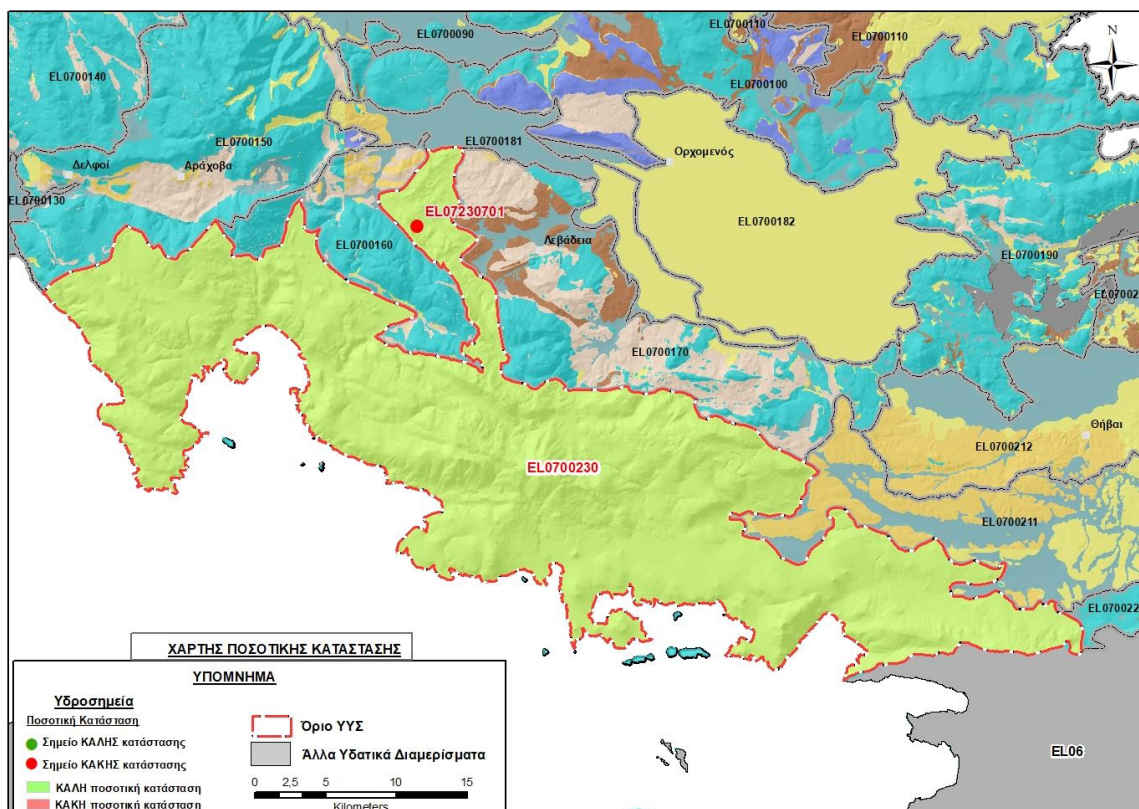 EL0700090
EL0700110
EL0700110
N
EL0700140
EL0700100
EL0700150
EL0700181
Δελφοί
Αράχοβα
Ορχομενός
EL0700130
EL07230701
EL0700182
EL0700160
Λεβάδεια
EL0700190
EL07002
EL0700170
Θήβαι
EL0700212
EL0700230
EL0700211
EL070022
ΧΑΡΤΗΣ ΠΟΣΟΤΙΚΗΣ ΚΑΤΑΣΤΑΣΗΣ
ΥΠΟΜΝΗΜΑ
Υδροσημεία
Ποσοτική Κατάσταση
Σημείο ΚΑΛΗΣ κατάστασης
Σημείο ΚΑΚΗΣ κατάστασης
ΚΑΛΗ ποσοτική κατάσταση
ΚΑΚΗ ποσοτική κατάσταση
Όριο ΥΥΣ
Άλλα Υδατικά Διαμερίσματα
0 2,5 5 10 15
Kilometers
EL06